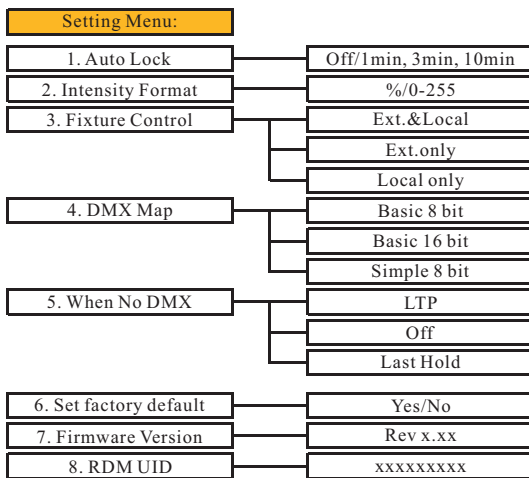 Setting Menu:
1. Auto Lock
Off/1min, 3min, 10min
2. Intensity Format
%/0-255
3. Fixture Control
Ext.&Local
Ext.only
Local only
4. DMX Map
Basic 8 bit
Basic 16 bit
Simple 8 bit
5. When No DMX
LTP
Off
Last Hold
6. Set factory default
Yes/No
7. Firmware Version
Rev x.xx
8. RDM UID
xxxxxxxxx